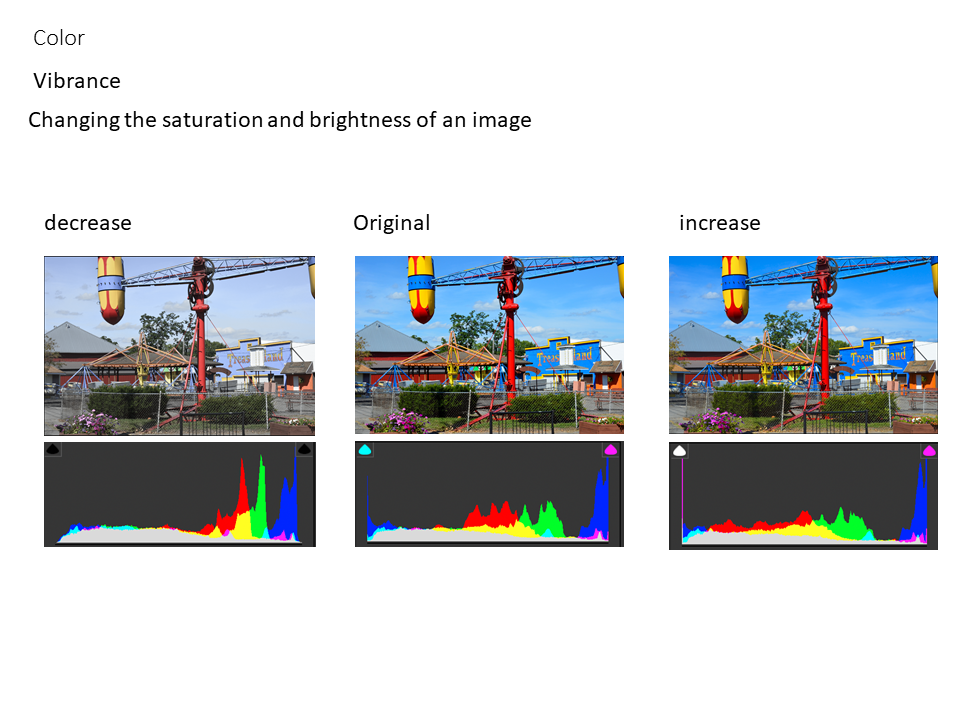 Color
Vibrance
Changing the saturation and brightness of an image
decrease
Original
increase